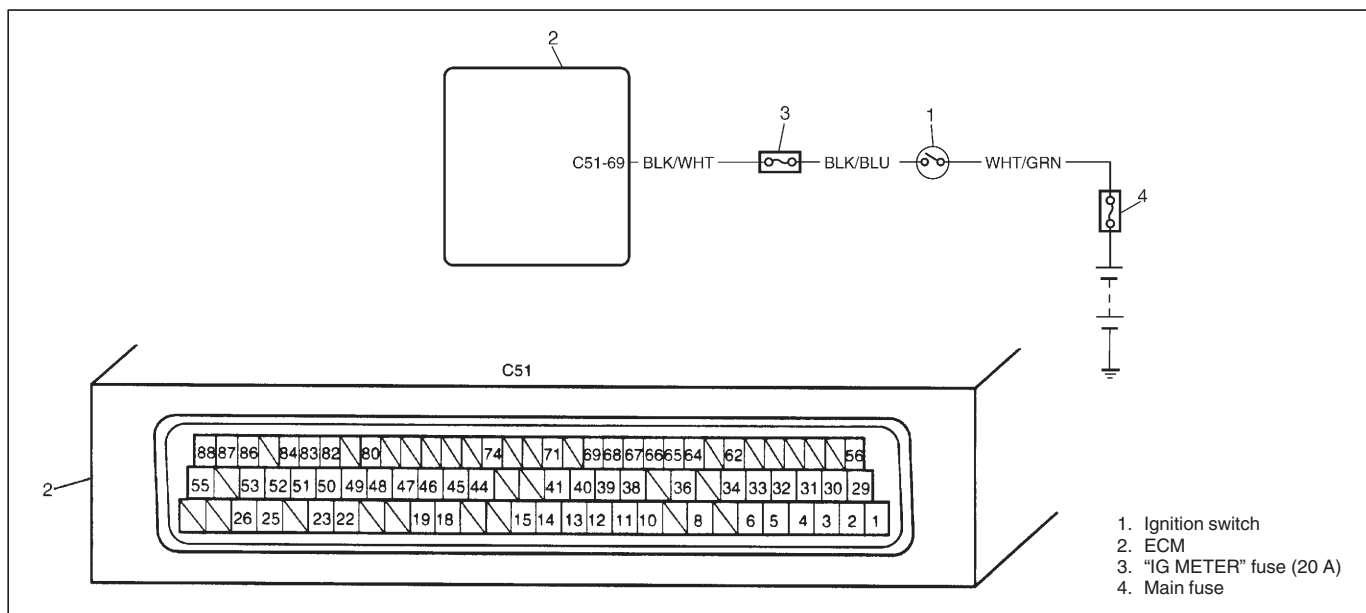 2
3
1
C51-69 BLK/WHT BLK/BLU WHT/GRN
4
C51
88 87 86 84 83 82 80 74 71 69 68 67 66 65 64 62 56
2
55 53 52 51 50 49 48 47 46 45 44 41 40 39 38 36 34 33 32 31 30 29
26 25 23 22 19 18 15 14 13 12 11 10 8 6 5 4 3 2 1
1. Ignition switch
2. ECM
3. “IG METER” fuse (20 A)
4. Main fuse